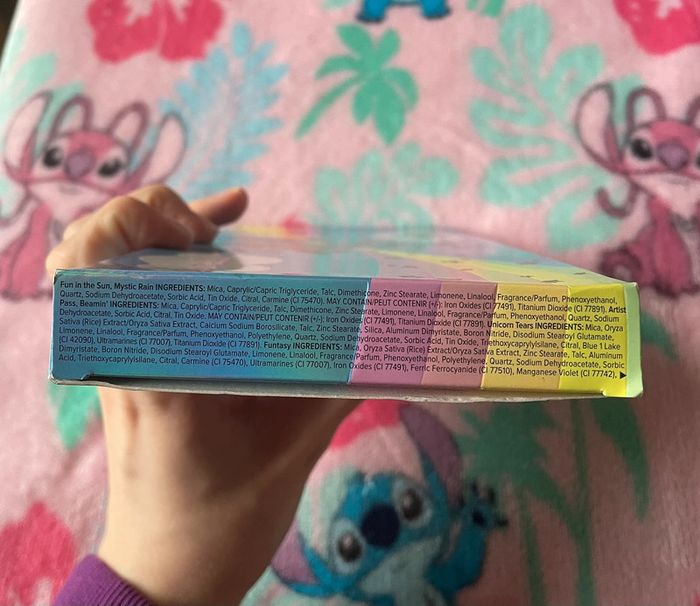 Fun in the Sun, Mystic Rain INGREDIENTS: Mica, Caprylic/Capric Triglyceride, Talc, Dimethicone, Zinc Stearate, Limonene, Linalool, Fragrance/Parfum, Phenoxyethanol,
Quartz, Sodium Dehydroacetate, Sorbic Acid, Tin Oxide, Citral, Carmine (CI 75470). MAY CONTAIN/PEUT CONTENIR (+/-): Iron Oxides (CI 77491), Titanium Dioxide (CI 77891). Artist
Pass, Beamin' INGREDIENTS: Mica, Caprylic/Capric Triglyceride, Talc, Dimethicone, Zinc Stearate, Limonene, Linalool, Fragrance/Parfum, Phenoxyethanol, Quartz, Sodium
Dehydroacetate, Sorbic Acid, Citral, Tin Oxide. MAY CONTAIN/PEUT CONTENIR (+/-): Iron Oxides (CI 77491), Titanium Dioxide (CI 77891). Unicorn Tears INGREDIENTS: Mica, Oryza
Sativa (Rice) Extract/Oryza Sativa Extract, Calcium Sodium Borosilicate, Talc, Zinc Stearate, Silica, Alumium Dimyristate, Boron Nitride, Disodium Stearoyl Glutamate,
Limonene, Linalool, Fragrance/Parfum, Phenoxyethanol, Polyethylene, Quartz, Sodium Dehydroacetate, Sorbic Acid, Tin Oxide, Triethoxycaprylylsilane, Citral, Blue 1 Lake
(CI 42090), Ultramarines (CI 77007), Titanium Dioxide (CI 77891). Funtasy INGREDIENTS: Mica, Oryza Sativa (Rice) Extract/Oryza Sativa Extract, Zinc Stearate, Talc, Aluminum
Dimyristate, Boron Nitride, Disodium Stearoyl Glutamate, Limonene, Linalool, Fragrance/Parfum, Phenoxyethanol, Polyethylene, Quartz, Sodium Dehydroacetate, Sorbic
Acid, Triethoxycaprylylsilane, Citral, Carmine (CI 75470), Ultramarines (CI 77007), Iron Oxides (CI 77491), Ferric Ferrocyanide (CI 77510), Manganese Violet (CI 77742), ▶